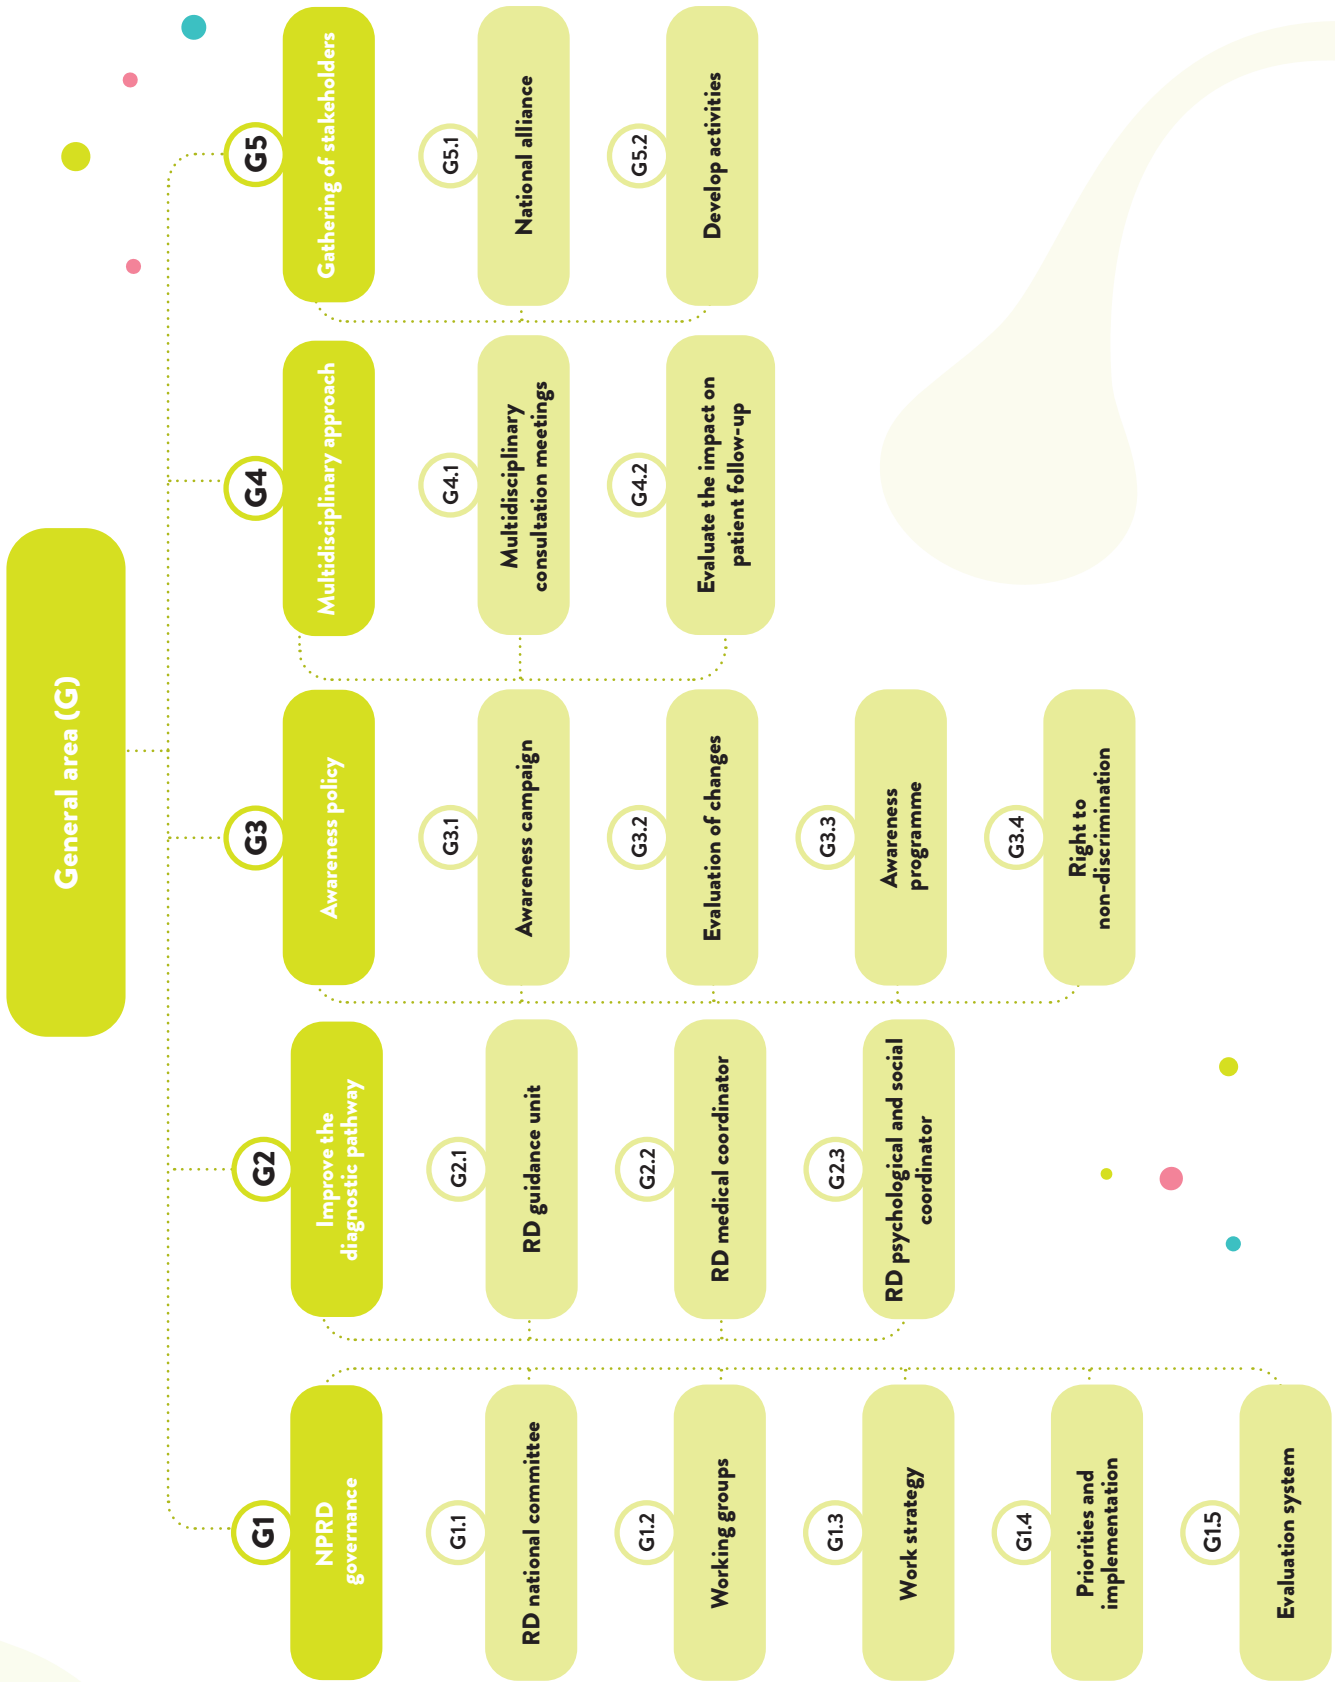 General area (G)
G1
NPRD
governance
G1.1
RD national committee
G1.2
Working groups
G1.3
Work strategy
G1.4
Priorities and
implementation
G1.5
Evaluation system
G2
Improve the
diagnostic pathway
G2.1
RD guidance unit
G2.2
RD medical coordinator
G2.3
RD psychological and social
coordinator
G3
Awareness policy
G3.1
Awareness campaign
G3.2
Evaluation of changes
G3.3
Awareness
programme
G3.4
Right to
non-discrimination
G4
Multidisciplinary approach
G4.1
Multidisciplinary
consultation meetings
G4.2
Evaluate the impact on
patient follow-up
G5
Gathering of stakeholders
G5.1
National alliance
G5.2
Develop activities